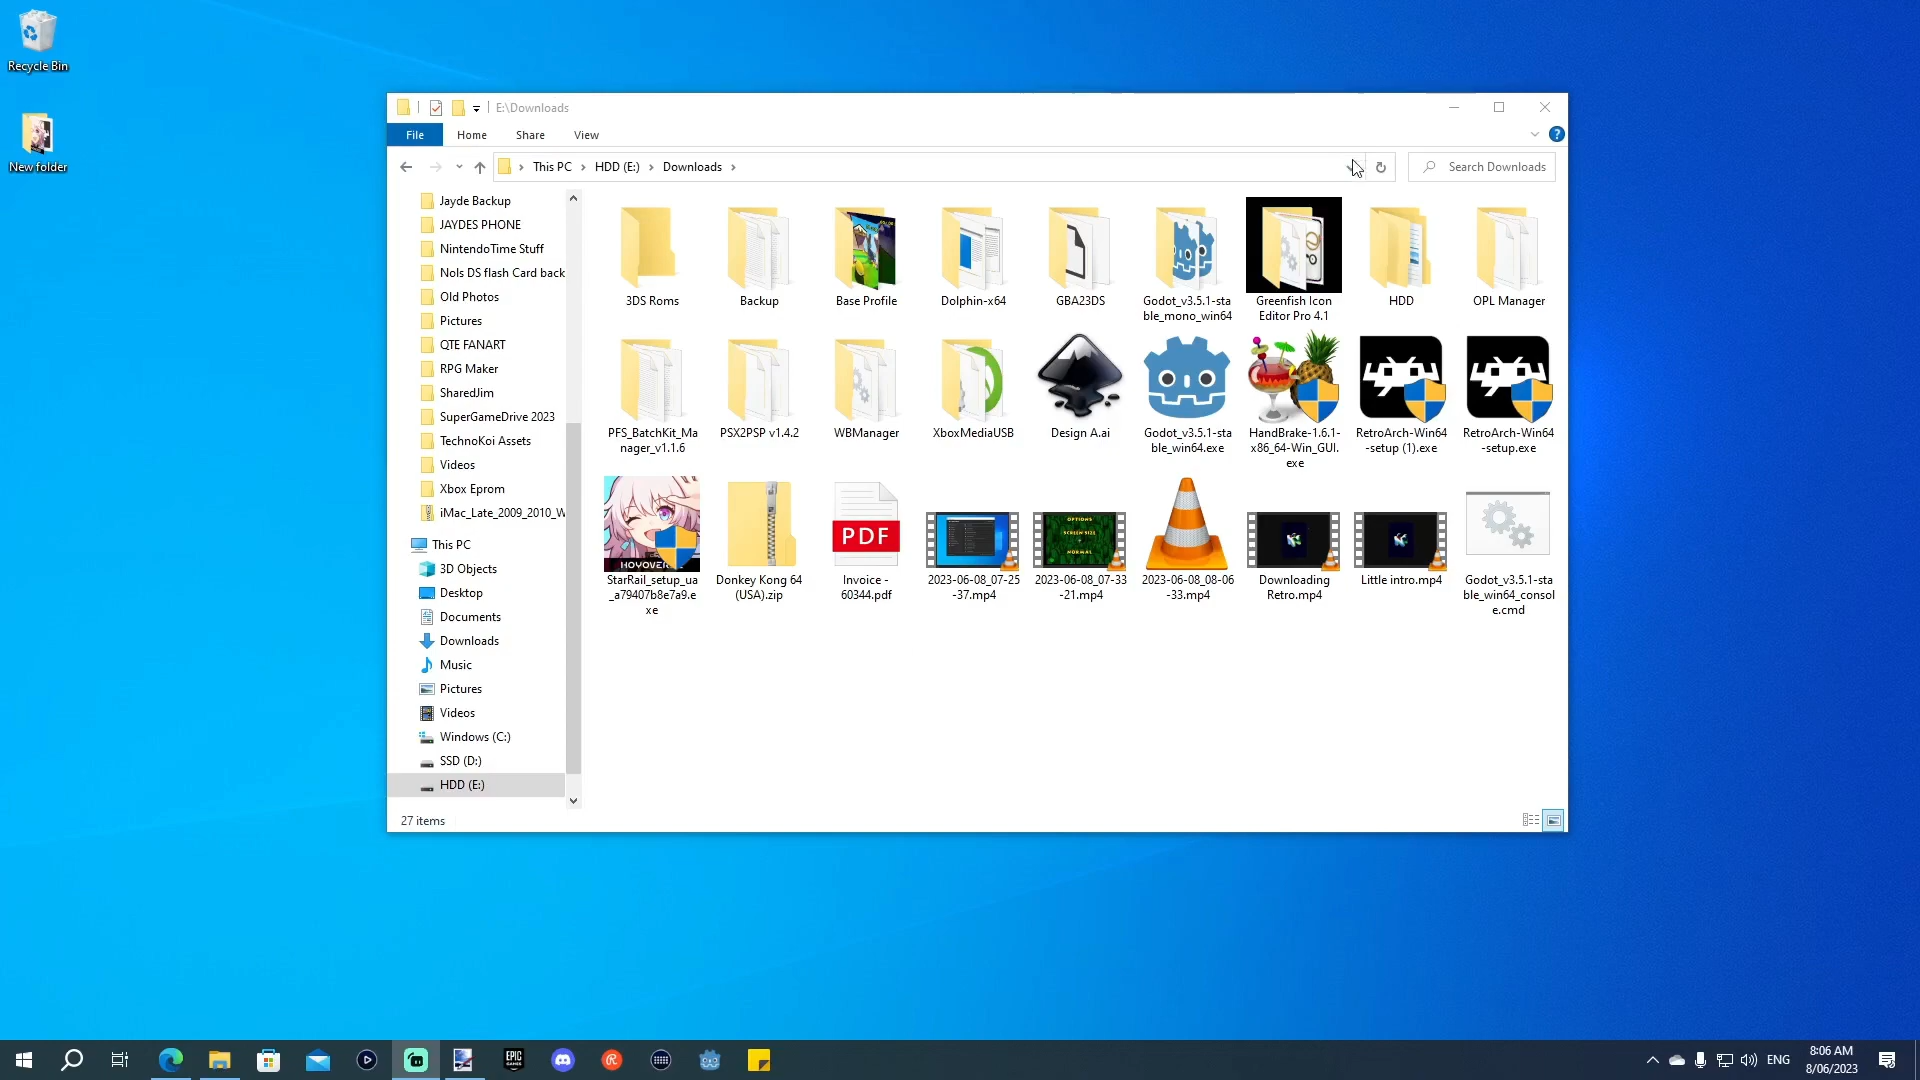 Recycle Bin
New folder
E:\Downloads
File
Home
Share
View
This PC
HDD (E:)
Downloads
Search Downloads
Jayde Backup
JAYDES PHONE
NintendoTime Stuff
Nols DS flash Card back
Old Photos
Pictures
QTE FANART
RPG Maker
SharedJim
SuperGameDrive 2023
TechnoKoi Assets
Videos
Xbox Eprom
iMac_Late_2009_2010_W
This PC
3D Objects
Desktop
Documents
Downloads
Music
Pictures
Videos
Windows (C:)
SSD (D:)
HDD (E:)
3DS Roms
Backup
Base Profile
Dolphin-x64
GBA23DS
Godot_v3.5.1-sta
ble_mono_win64
Greenfish Icon
Editor Pro 4.1
HDD
OPL Manager
PFS_BatchKit_Ma
nager_v1.1.6
PSX2PSP v1.4.2
WBManager
XboxMediaUSB
Design A.ai
Godot_v3.5.1-sta
ble_win64.exe
HandBrake-1.6.1-
x86_64-Win_GUI.
exe
RetroArch-Win64
-setup (1).exe
RetroArch-Win64
-setup.exe
HOYOVER
StarRail_setup_ua
_a79407b8e7a9.e
xe
Donkey Kong 64
(USA).zip
PDF
Invoice -
60344.pdf
2023-06-08_07-25
-37.mp4
OPTIONS
SCREEN SIZE
NORMAL
2023-06-08_07-33
-21.mp4
2023-06-08_08-06
-33.mp4
Downloading
Retro.mp4
Little intro.mp4
Godot_v3.5.1-sta
ble_win64_consol
e.cmd
27 items
EPIC
GAMES
ENG
8:06 AM
8/06/2023